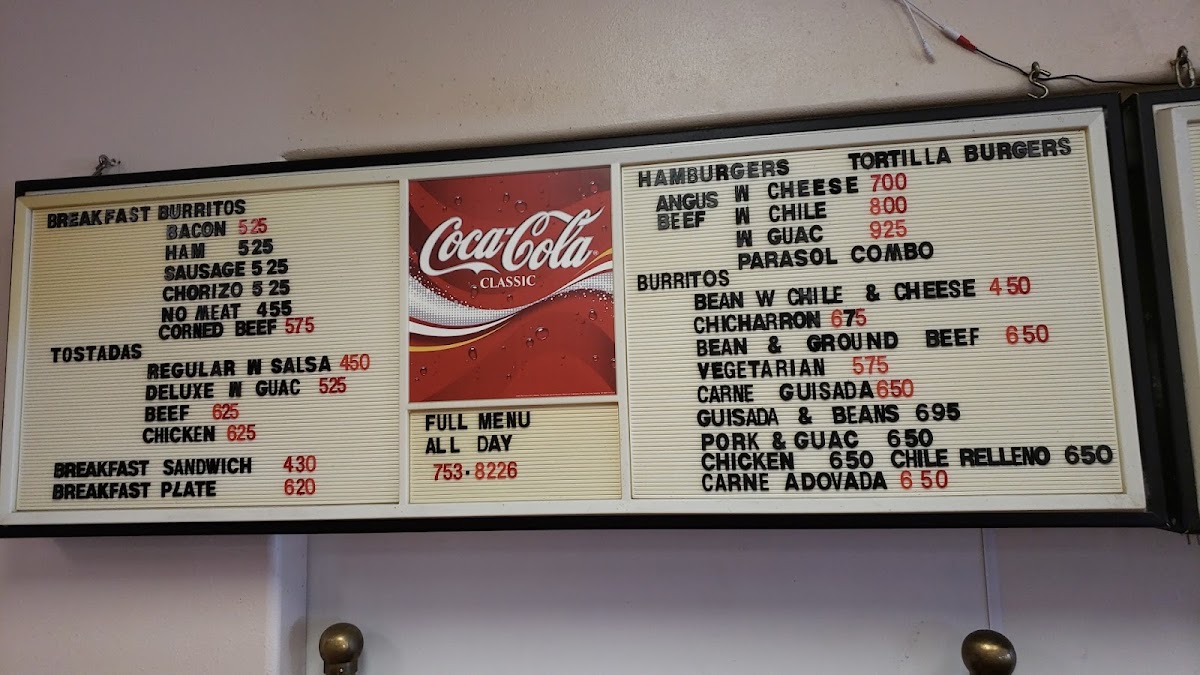 BREAKFAST BURRITOS
BACON 525
HAM 525
SAUSAGE 525
CHORIZO 525
NO MEAT 455
CORNED BEEF 575
TOSTADAS
REGULAR W SALSA 450
DELUXE W GUAC 525
BEEF 625
CHICKEN 625
BREAKFAST SANDWICH 430
BREAKFAST PLATE 620
Coca-Cola
CLASSIC
FULL MENU
ALL DAY
753-8226
HAMBURGERS TORTILLA BURGERS
ANGUS W CHEESE 700
BEEF W CHILE 800
W GUAC 925
PARASOL COMBO
BURRITOS
BEAN W CHILE & CHEESE 450
CHICHARRON 675
BEAN & GROUND BEEF 650
VEGETARIAN 575
CARNE GUISADA 650
GUISADA & BEANS 695
PORK & GUAC 650
CHICKEN 650 CHILE RELLENO 650
CARNE ADOVADA 650